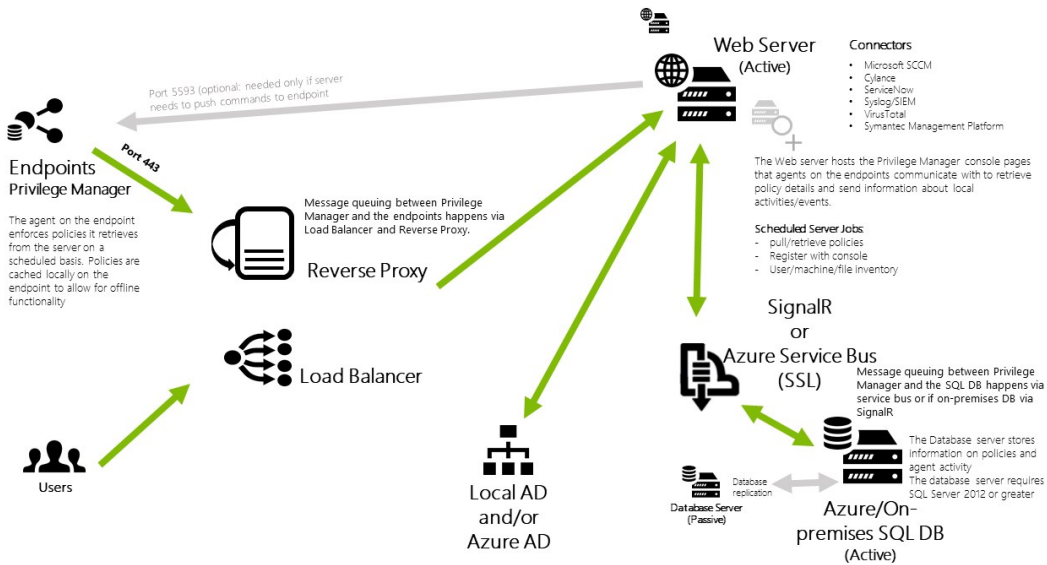 Web Server
(Active)
Connectors
• Microsoft SCCM
• Cylance
• ServiceNow
• Syslog/SIEM
• VirusTotal
• Symantec Management Platform
Port 5593 (optional: needed only if server
needs to push commands to endpoint
Port 443
Endpoints
Privilege Manager
The agent on the endpoint
enforces policies it retrieves
from the server on a
scheduled basis. Policies are
cached locally on the
endpoint to allow for offline
functionality
Message queuing between Privilege
Manager and the endpoints happens via
Load Balancer and Reverse Proxy.
Reverse Proxy
The Web server hosts the Privilege Manager console pages
that agents on the endpoints communicate with to retrieve
policy details and send information about local
activities/events.
Scheduled Server Jobs:
- pull/retrieve policies
- Register with console
- User/machine/file inventory
Load Balancer
SignalR
or
Azure Service Bus
(SSL)
Message queuing between Privilege
Manager and the SQL DB happens via
service bus or if on-premises DB via
SignalR
Users
Local AD
and/or
Azure AD
The Database server stores
information on policies and
agent activity
The database server requires
SQL Server 2012 or greater
Database
replication
Database Server
(Passive)
Azure/On-
premises SQL DB
(Active)